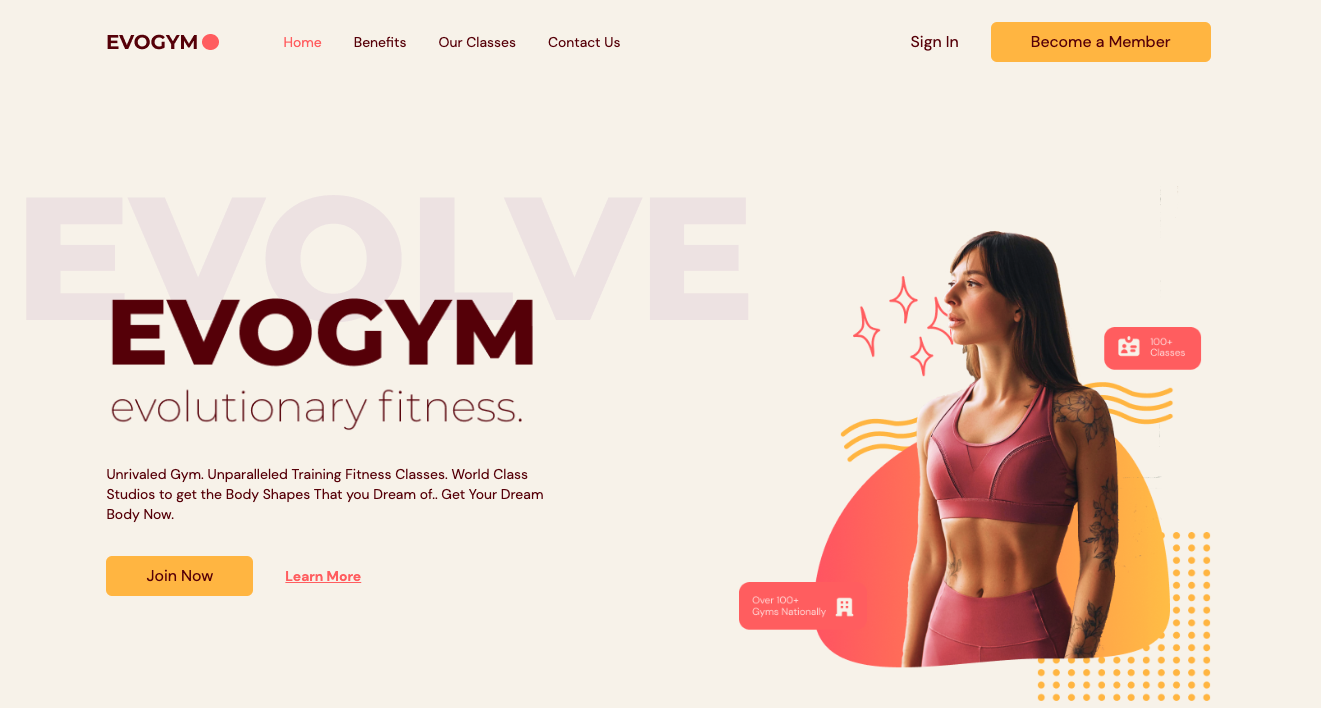 EVOGYM
Home
Benefits
Our Classes
Contact Us
Sign In
Become a Member
EVOLVE
EVOGYM
evolutionary fitness.
Unrivaled Gym. Unparalleled Training Fitness Classes. World Class
Studios to get the Body Shapes That you Dream of.. Get Your Dream
Body Now.
Join Now
Learn More
100+
Classes
Over 100+
Gyms Nationally